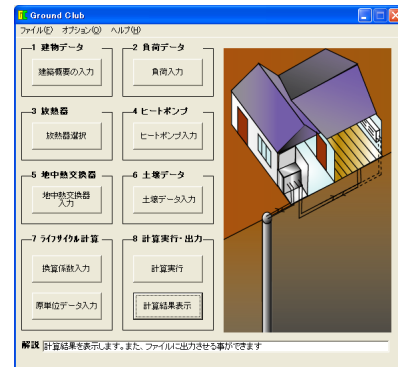 Ground Club
ファイル(F) オプション(O) ヘルプ(H)
1 建物データ
建築概要の入力
2 負荷データ
負荷入力
3 放熱器
放熱器選択
4 ヒートポンプ
ヒートポンプ入力
5 地中熱交換器
地中熱交換器
入力
6 土壌データ
土壌データ入力
7 ライフサイクル計算
換算係数入力
原単位データ入力
8 計算実行・出力
計算実行
計算結果表示
解説 計算結果を表示します。また、ファイルに出力させる事ができます